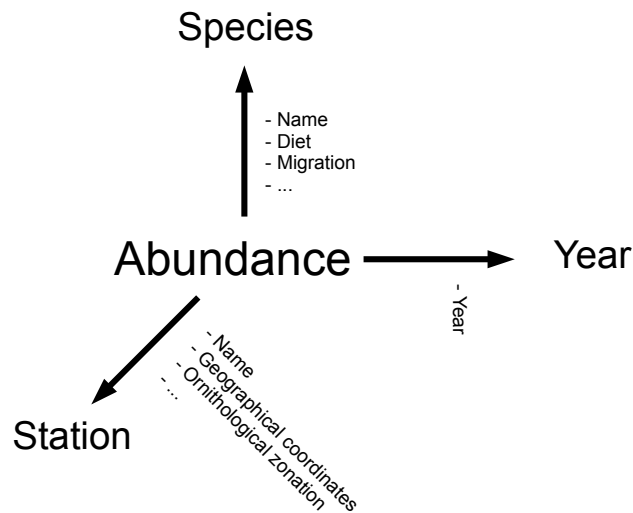 Species
- Name
- Diet
- Migration
- ...
Abundance
Year
- Year
- Name
- Geographical coordinates
- Ornithological zonation
- ...
Station